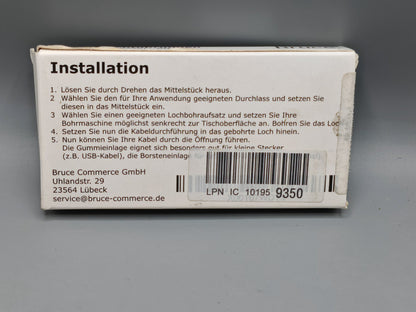 Installation
1. Lösen Sie durch Drehen das Mittelstück heraus.
2 Wählen Sie den für Ihre Anwendung geeigneten Durchlass und setzen Sie
diesen in das Mittelstück ein.
3 Wählen Sie einen geeigneten Lochbohraufsatz und setzen Sie Ihre
Bohrmaschine möglichst senkrecht zur Tischoberfläche an. Bohren Sie das Loc
4. Setzen Sie nun die Kabeldurchführung in das gebohrte Loch hinein.
5 Nun können Sie Ihr Kabel durch die Öffnung führen.
Die Gummieinlage eignet sich besonders gut für kleine Stecker
(z.B. USB-Kabel), die Borsteneinlage
Bruce Commerce GmbH
Uhlandstr. 29
23564 Lübeck
service@bruce-commerce.de
LPN IC 10195 9350